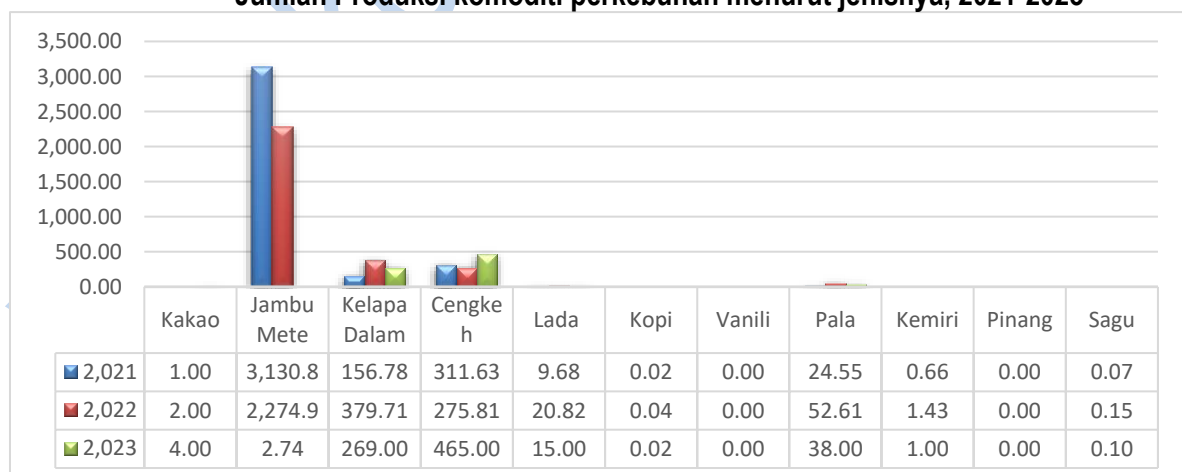 Jumlah Produksi komoditi perkebunan menurut jenisnya, 2021-2023
3,500.00
3,000.00
2,500.00
2,000.00
1,500.00
1,000.00
500.00
0.00
Kakao Jambu Mete Kelapa Dalam Cengke h Lada Kopi Vanili Pala Kemiri Pinang Sagu
2,021 1.00 3,130.8 156.78 311.63 9.68 0.02 0.00 24.55 0.66 0.00 0.07
2,022 2.00 2,274.9 379.71 275.81 20.82 0.04 0.00 52.61 1.43 0.00 0.15
2,023 4.00 2.74 269.00 465.00 15.00 0.02 0.00 38.00 1.00 0.00 0.10